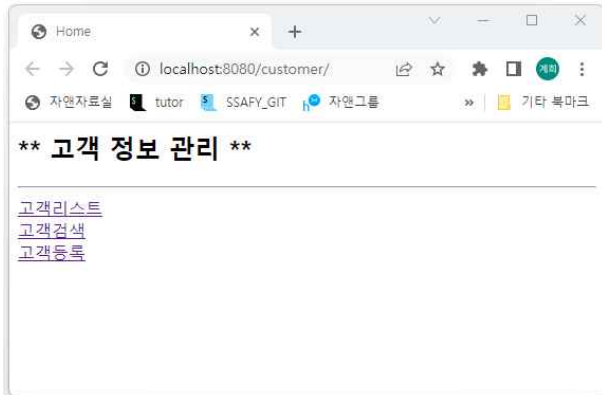 Home
localhost:8080/customer/
계희
자앤자료실 tutor SSAFY_GIT 자앤그룹 » 기타 북마크
** 고객 정보 관리 **
고객리스트
고객검색
고객등록